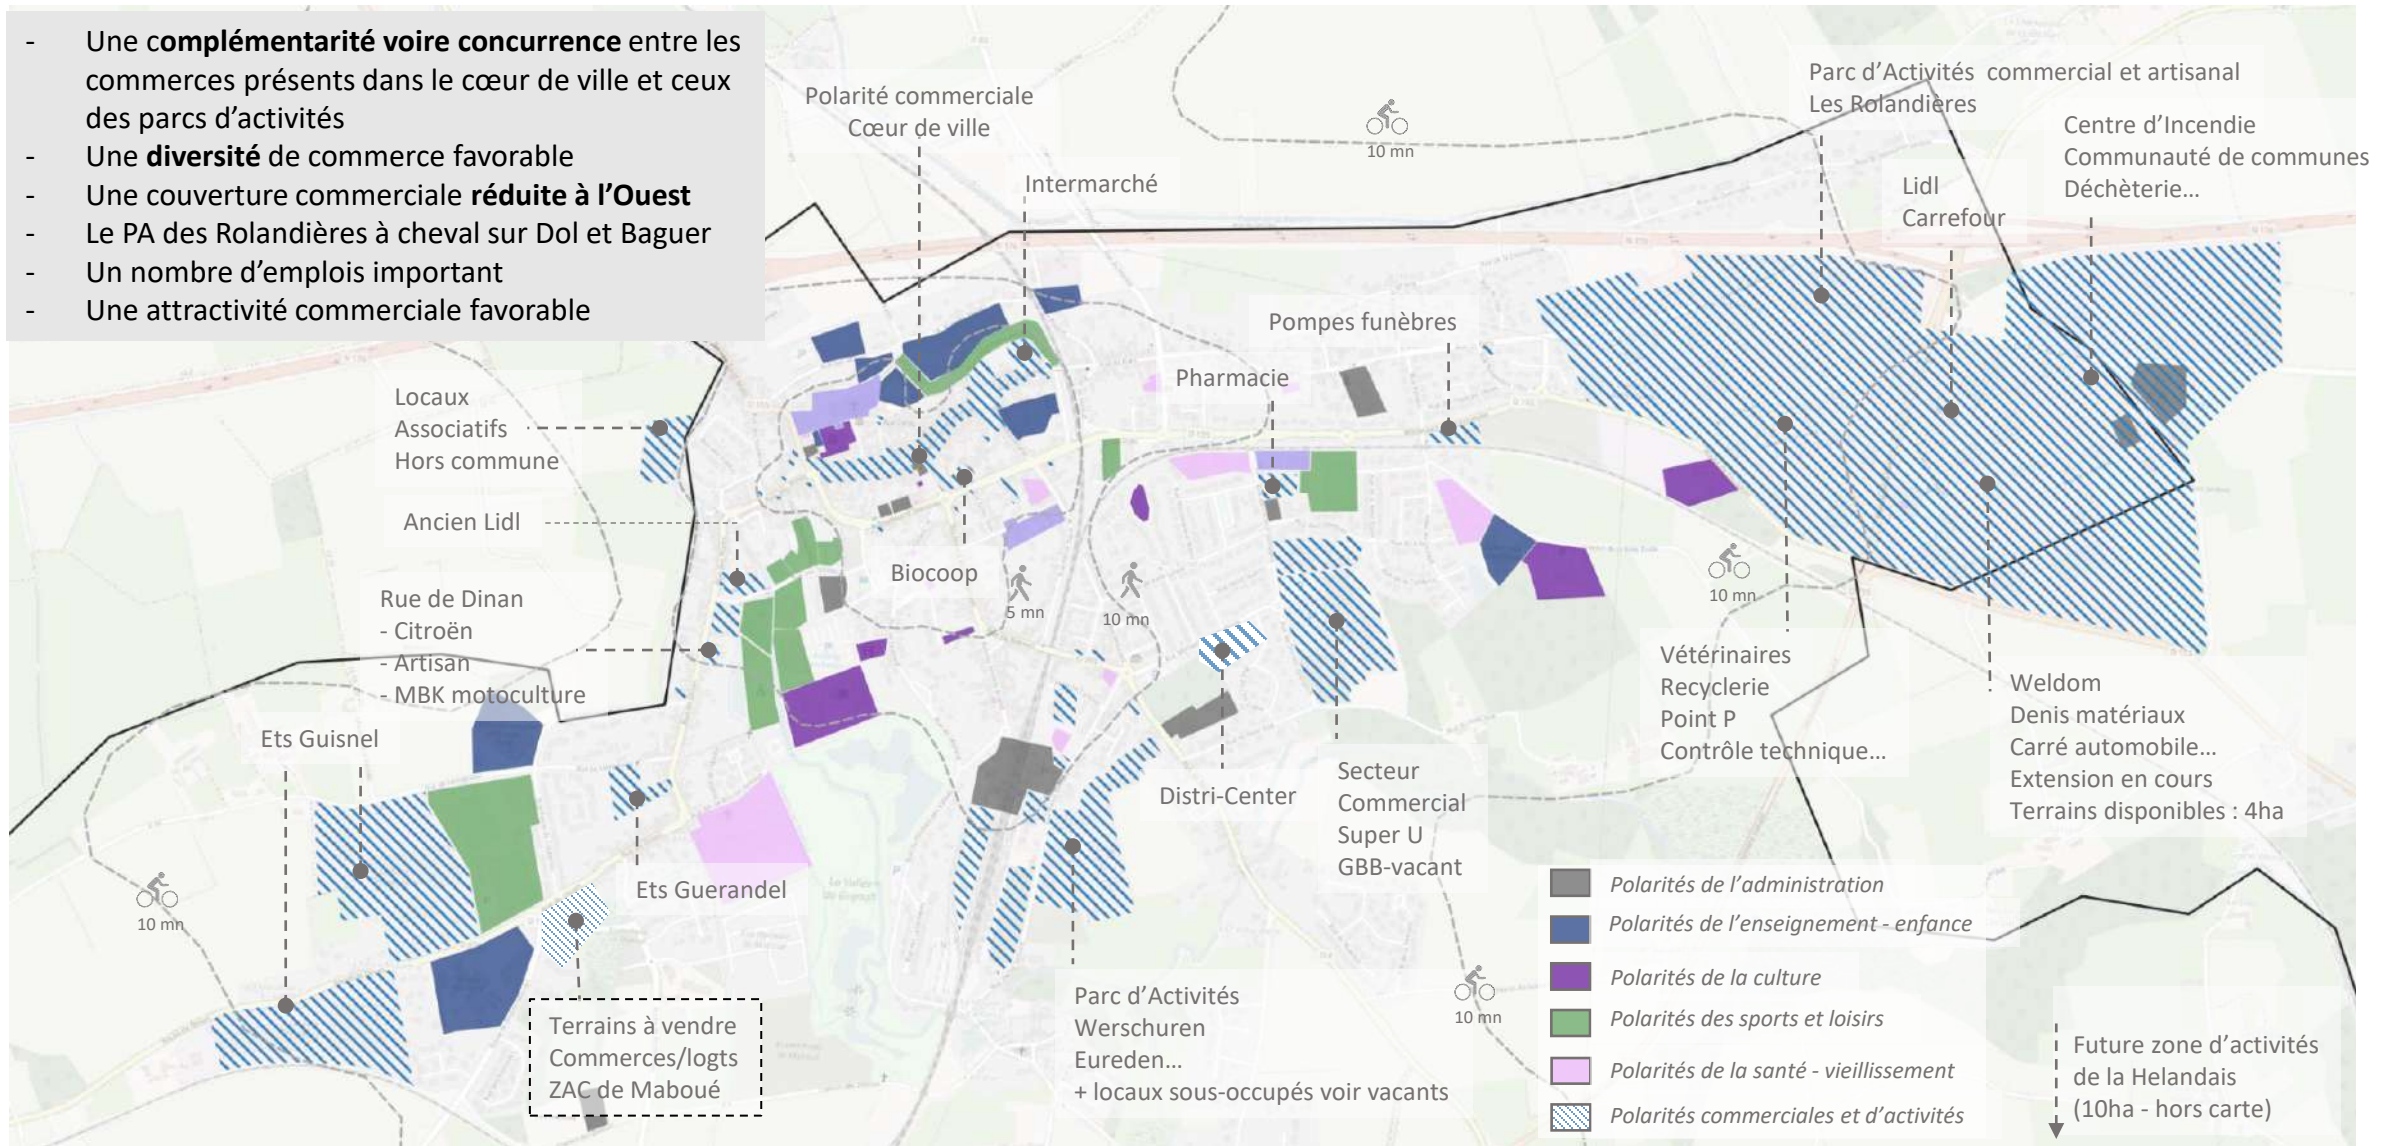 - Une complémentarité voire concurrence entre les
commerces présents dans le cœur de ville et ceux
des parcs d'activités
- Une diversité de commerce favorable
- Une couverture commerciale réduite à l'Ouest
- Le PA des Rolandières à cheval sur Dol et Baguer
- Un nombre d'emplois important
- Une attractivité commerciale favorable
Polarité commerciale
Cœur de ville
Intermarché
10 mn
Parc d'Activités commercial et artisanal
Les Rolandières
Centre d'Incendie
Communauté de communes
Déchèterie...
Lidl
Carrefour
Pompes funèbres
Pharmacie
Locaux
Associatifs
Hors commune
Ancien Lidl
Biocoop
5 mn
10 mn
10 mn
Rue de Dinan
- Citroën
- Artisan
- MBK motoculture
Ets Guisnel
Vétérinaires
Recyclerie
Point P
Contrôle technique...
Weldom
Denis matériaux
Carré automobile...
Extension en cours
Terrains disponibles : 4ha
Distri-Center
Secteur
Commercial
Super U
GBB-vacant
Ets Guerandel
10 mn
10 mn
Terrains à vendre
Commerces/logts
ZAC de Maboué
Parc d'Activités
Werschuren
Eureden...
+ locaux sous-occupés voir vacants
Polarités de l'administration
Polarités de l'enseignement - enfance
Polarités de la culture
Polarités des sports et loisirs
Polarités de la santé - vieillissement
Polarités commerciales et d'activités
Future zone d'activités
de la Helandais
(10ha - hors carte)